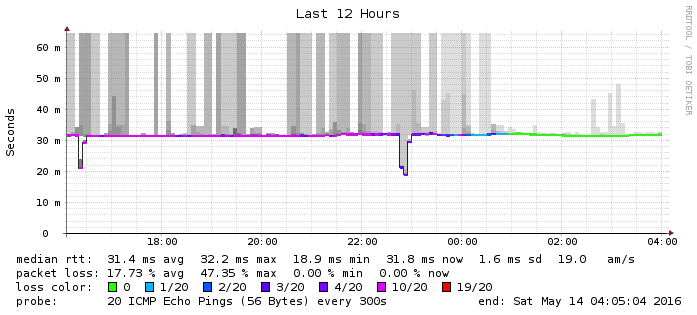 Last 12 Hours
RRDTOOL / TOBI OETIKER
Seconds
60 m
50 m
40 m
30 m
20 m
10 m
0
18:00 20:00 22:00 00:00 02:00 04:00
median rtt: 31.4 ms avg 32.2 ms max 18.9 ms min 31.8 ms now 1.6 ms sd 19.0 am/s
packet loss: 17.73 % avg 47.35 % max 0.00 % min 0.00 % now
loss color: 0 1/20 2/20 3/20 4/20 10/20 19/20
probe: 20 ICMP Echo Pings (56 Bytes) every 300s end: Sat May 14 04:05:04 2016